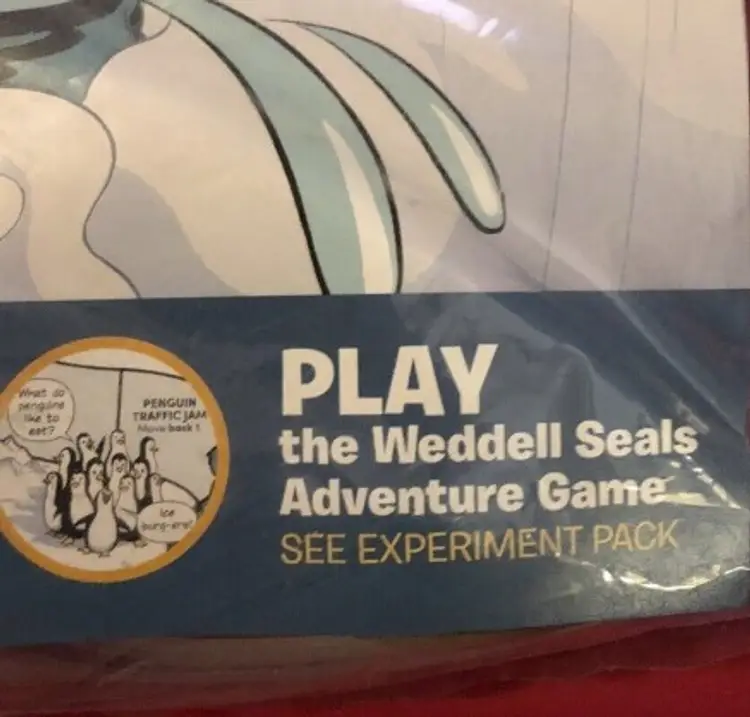 What do
penguins
like to
eat?
PENGUIN
TRAFFIC JAM
Move back 1
Ice
burg-ers!
PLAY
the Weddell Seals
Adventure Game
SEE EXPERIMENT PACK